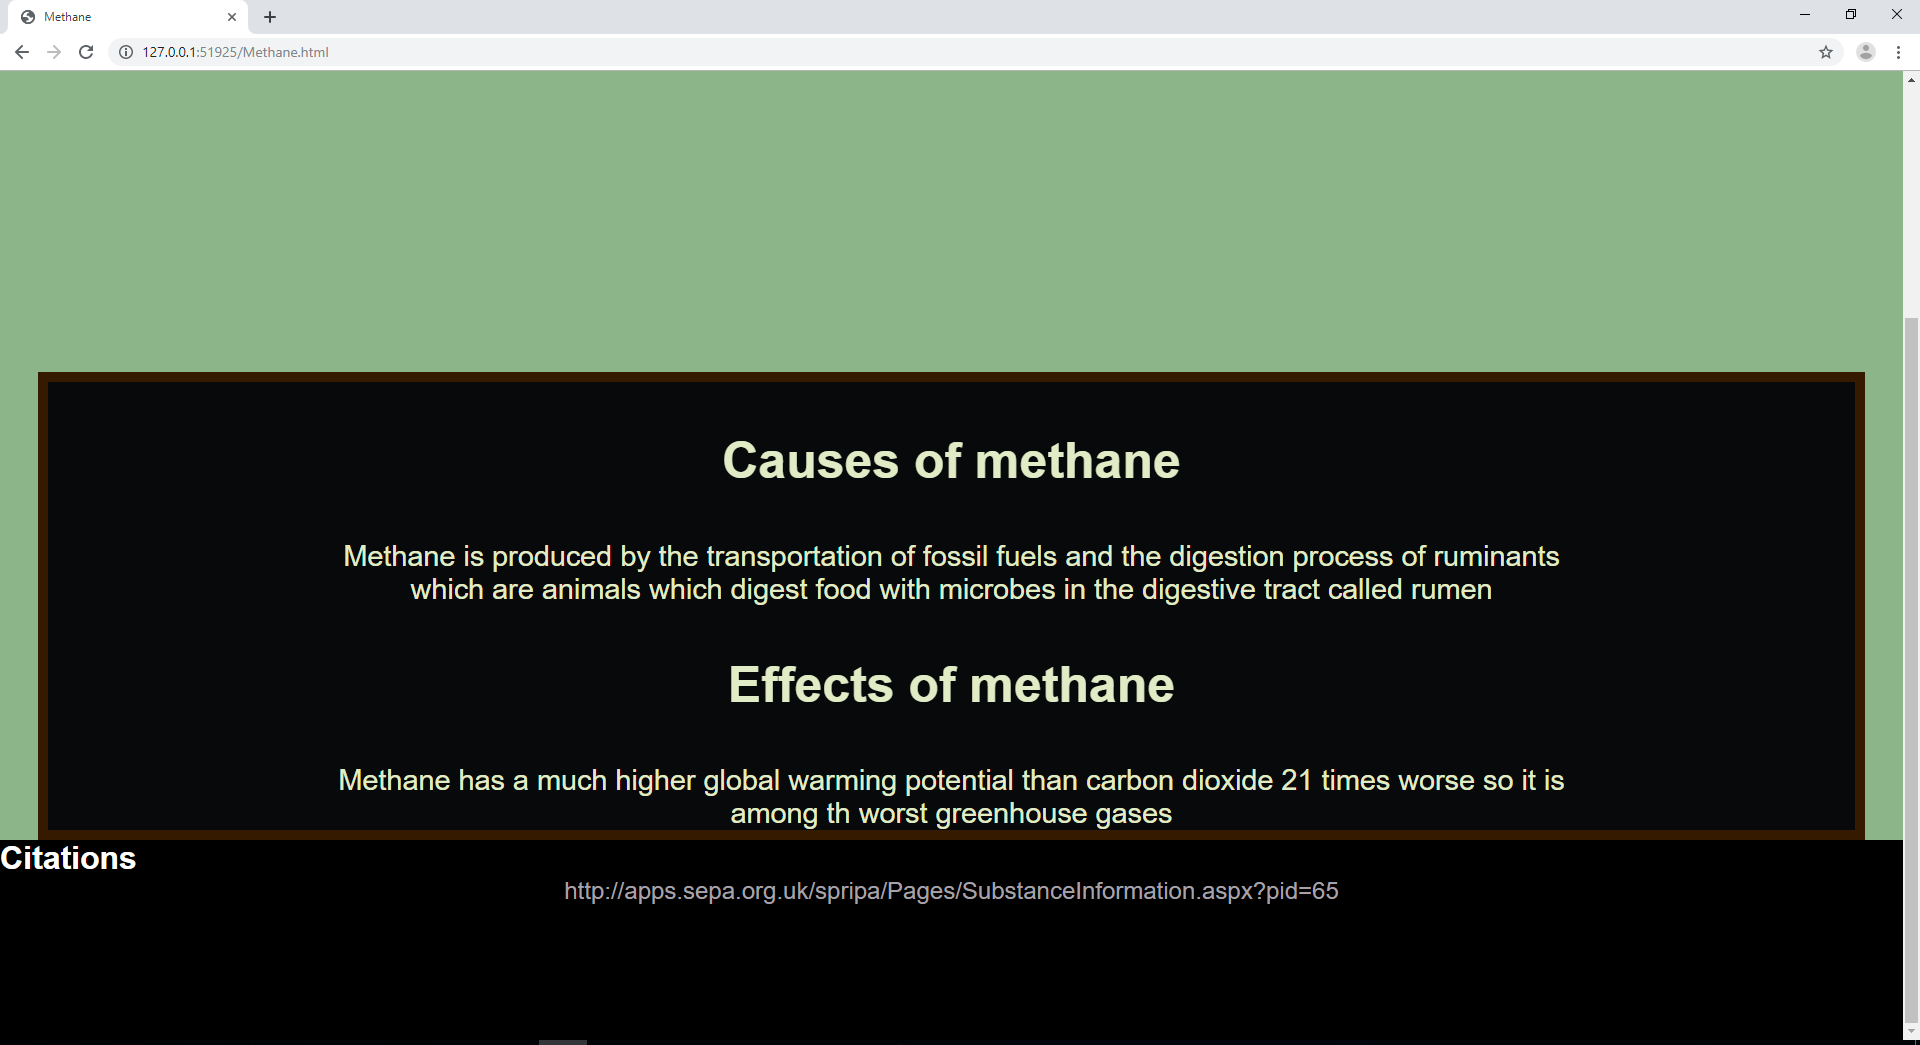 Methane
127.0.0.1:51925/Methane.html
Causes of methane
Methane is produced by the transportation of fossil fuels and the digestion process of ruminants
which are animals which digest food with microbes in the digestive tract called rumen
Effects of methane
Methane has a much higher global warming potential than carbon dioxide 21 times worse so it is
among th worst greenhouse gases
Citations
http://apps.sepa.org.uk/spripa/Pages/SubstanceInformation.aspx?pid=65